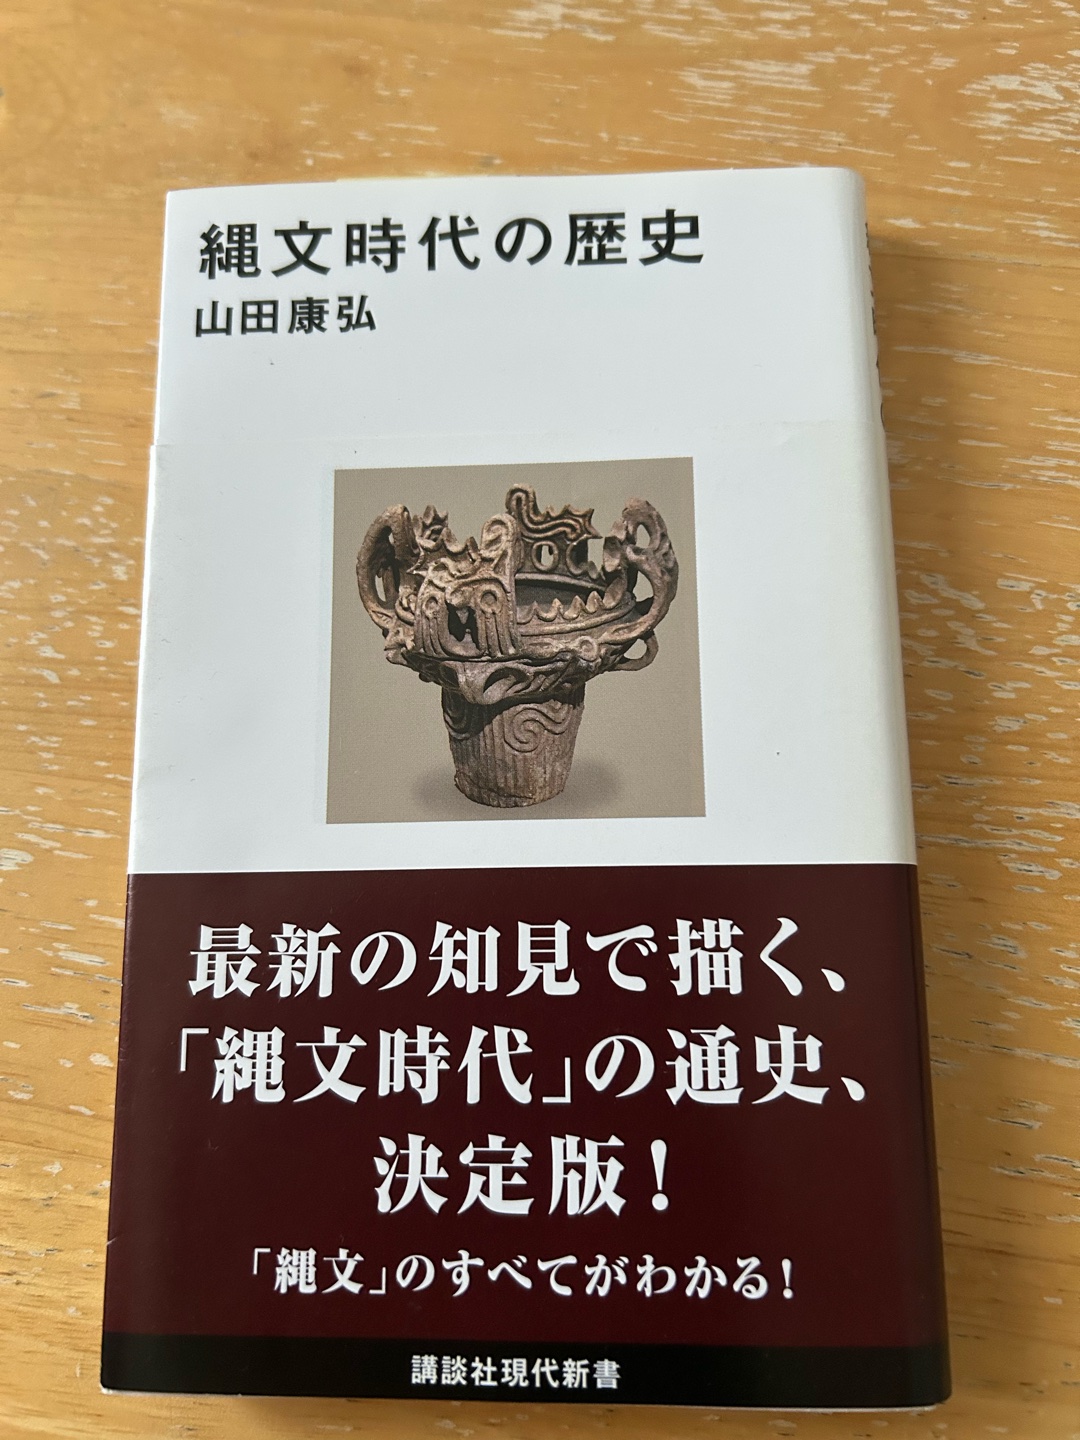 縄文時代の歴史
山田康弘
最新の知見で描く、
「縄文時代」の通史、
決定版！
「縄文」のすべてがわかる！
講談社現代新書